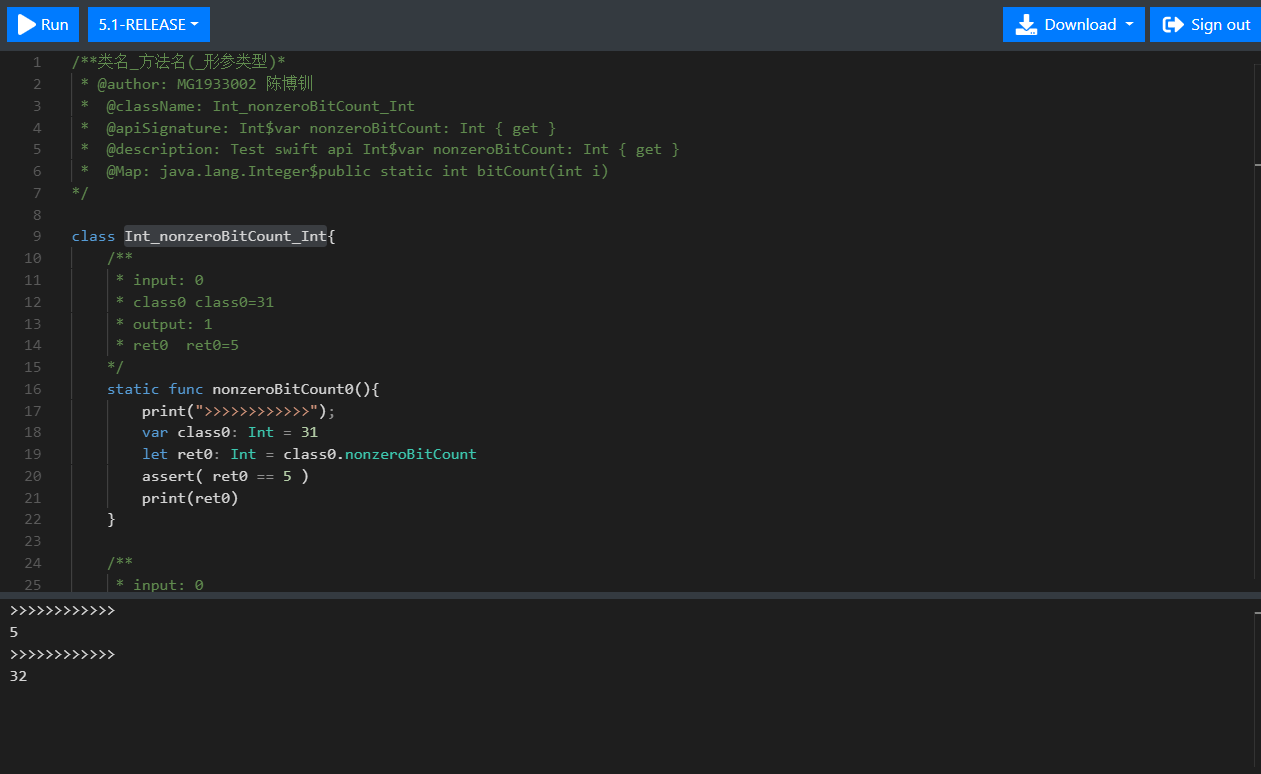 Run 5.1-RELEASE Download Sign out
1 /**类名_方法名(_形参类型)*
2 * @author: MG1933002 陈博钏
3 *  @className: Int_nonzeroBitCount_Int
4 *  @apiSignature: Int$var nonzeroBitCount: Int { get }
5 *  @description: Test swift api Int$var nonzeroBitCount: Int { get }
6 *  @Map: java.lang.Integer$public static int bitCount(int i)
7 */
8
9 class Int_nonzeroBitCount_Int{
10 /**
11 * input: 0
12 * class0 class0=31
13 * output: 1
14 * ret0  ret0=5
15 */
16 static func nonzeroBitCount0(){
17 print(">>>>>>>>>>>>");
18 var class0: Int = 31
19 let ret0: Int = class0.nonzeroBitCount
20 assert( ret0 == 5 )
21 print(ret0)
22 }
23
24 /**
25 * input: 0
>>>>>>>>>>>>
5
>>>>>>>>>>>>
32